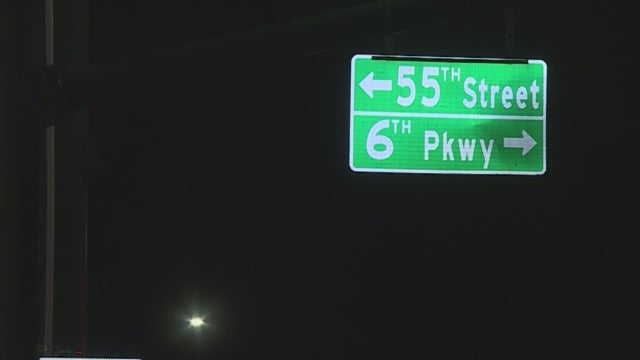 ← 55TH Street
6TH Pkwy →